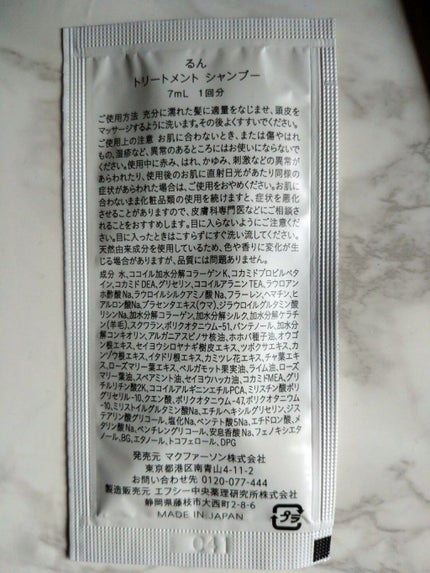 るん
トリートメント シャンプー
7mL 1回分
ご使用方法 充分に濡れた髪に適量をなじませ、頭皮を
マッサージするように洗います。その後よくすすいでください。
ご使用上の注意 お肌に合わないとき、または傷やはれ
もの、湿疹など、異常のあるところにはお使いにならないで
ください。使用中に赤み、はれ、かゆみ、刺激などの異常が
あらわれたり、使用後のお肌に直射日光があたり同様の
症状があらわれた場合は、ご使用をおやめください。お肌に
合わないまま化粧品類の使用を続けますと、症状を悪化
させることがありますので、皮膚科専門医などにご相談さ
れることをおすすめします。目に入らないようにご注意くださ
い。目に入ったときはこすらずにすぐ洗い流してください。
天然由来成分を使用しているため、色や香りに変化が生
じる場合がありますが、品質には問題ありません。
成分 水、ココイル加水分解コラーゲンK、コカミドプロピルベタ
イン、コカミドDEA、グリセリン、ココイルアラニンTEA、ラウロアン
ホ酢酸Na、ラウロイルシルクアミノ酸Na、フラーレン、ヘマチン、ヒ
アルロン酸Na、プラセンタエキス(ウマ)、ジラウロイルグルタミン酸
リシンNa、加水分解コラーゲン、加水分解シルク、加水分解ケラチ
ン(羊毛)、スクワラン、ポリクオタニウム-51、パンテノール、加水分
解コンキオリン、アルガニアスピノサ核油、ホホバ種子油、オウゴ
ン根エキス、セイヨウシロヤナギ樹皮エキス、ツボクサエキス、カ
ンゾウ根エキス、イタドリ根エキス、カミツレ花エキス、チャ葉エキ
ス、ローズマリー葉エキス、ベルガモット果実油、ライム油、ローズ
マリー葉油、スペアミント油、セイヨウハッカ油、コカミドMEA、グリ
チルリチン酸2K、ココイルアルギニンエチルPCA、ミリスチン酸ポリ
グリセリル-10、クエン酸、ポリクオタニウム-47、ポリクオタニウム
-10、ミリストイルグルタミン酸Na、エチルヘキシルグリセリン、ジス
テアリン酸グリコール、塩化Na、ペンテト酸5Na、エチドロン酸、メ
タリン酸Na、ペンチレングリコール、安息香酸Na、フェノキシエタ
ノール、BG、エタノール、トコフェロール、DPG
発売元 マクファーソン株式会社
東京都港区南青山4-11-2
お問い合わせ先 0120-077-444
製造販売元 エフシー中央薬理研究所株式会社
静岡県藤枝市大西町2-8-6
MADE IN JAPAN
プラ
041